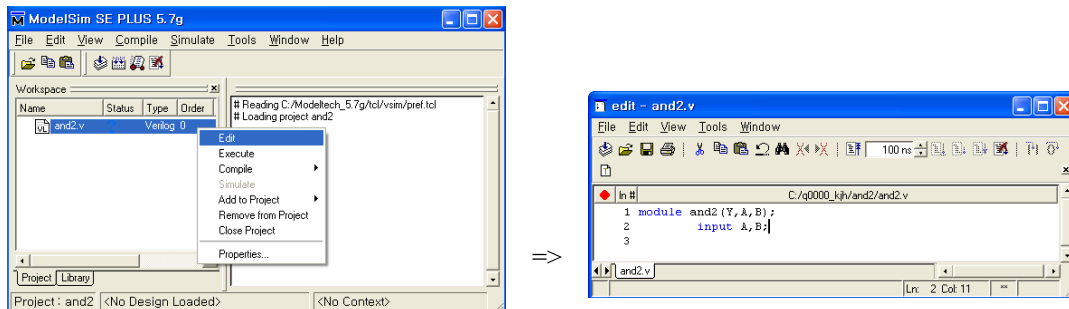 ModelSim SE PLUS 5.7g
File Edit View Compile Simulate Tools Window Help
Workspace
Name Status Type Order
and2.v Verilog 0
# Reading C:/Modeltech_5.7g/tcl/vsim/pref.tcl
# Loading project and2
Edit
Execute
Compile
Simulate
Add to Project
Remove from Project
Close Project
Properties...
Project Library
Project : and2 <No Design Loaded> <No Context>
=>
edit - and2.v
File Edit View Tools Window
100 ns
ln # C:/q0000_kjh/and2/and2.v
1 module and2(Y,A,B);
2 input A,B;
3
and2.v
Ln: 2 Col: 11